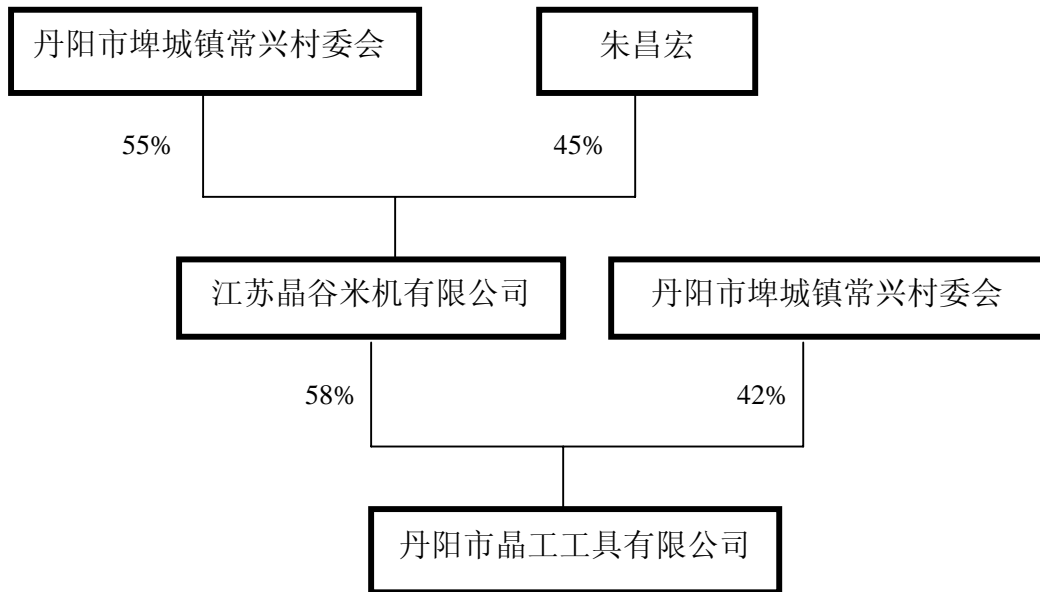 丹阳市埤城镇常兴村委会
朱昌宏
55%
45%
江苏晶谷米机有限公司
丹阳市埤城镇常兴村委会
58%
42%
丹阳市晶工工具有限公司